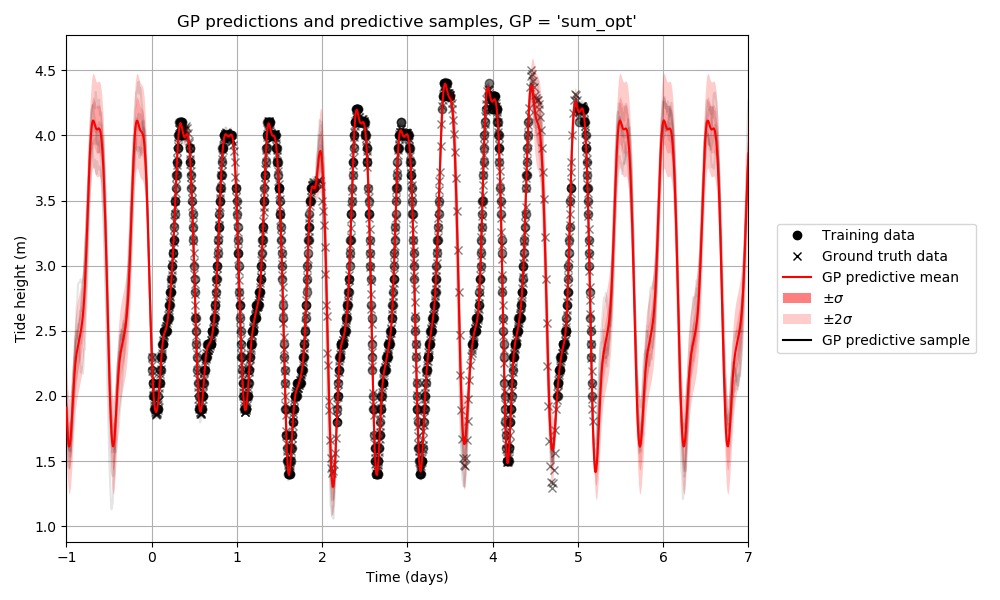 GP predictions and predictive samples, GP = 'sum_opt'
Tide height (m)
4.5
4.0
3.5
3.0
2.5
2.0
1.5
1.0
−1
0
1
2
3
4
5
6
7
Time (days)
Training data
Ground truth data
GP predictive mean
±σ
±2σ
GP predictive sample